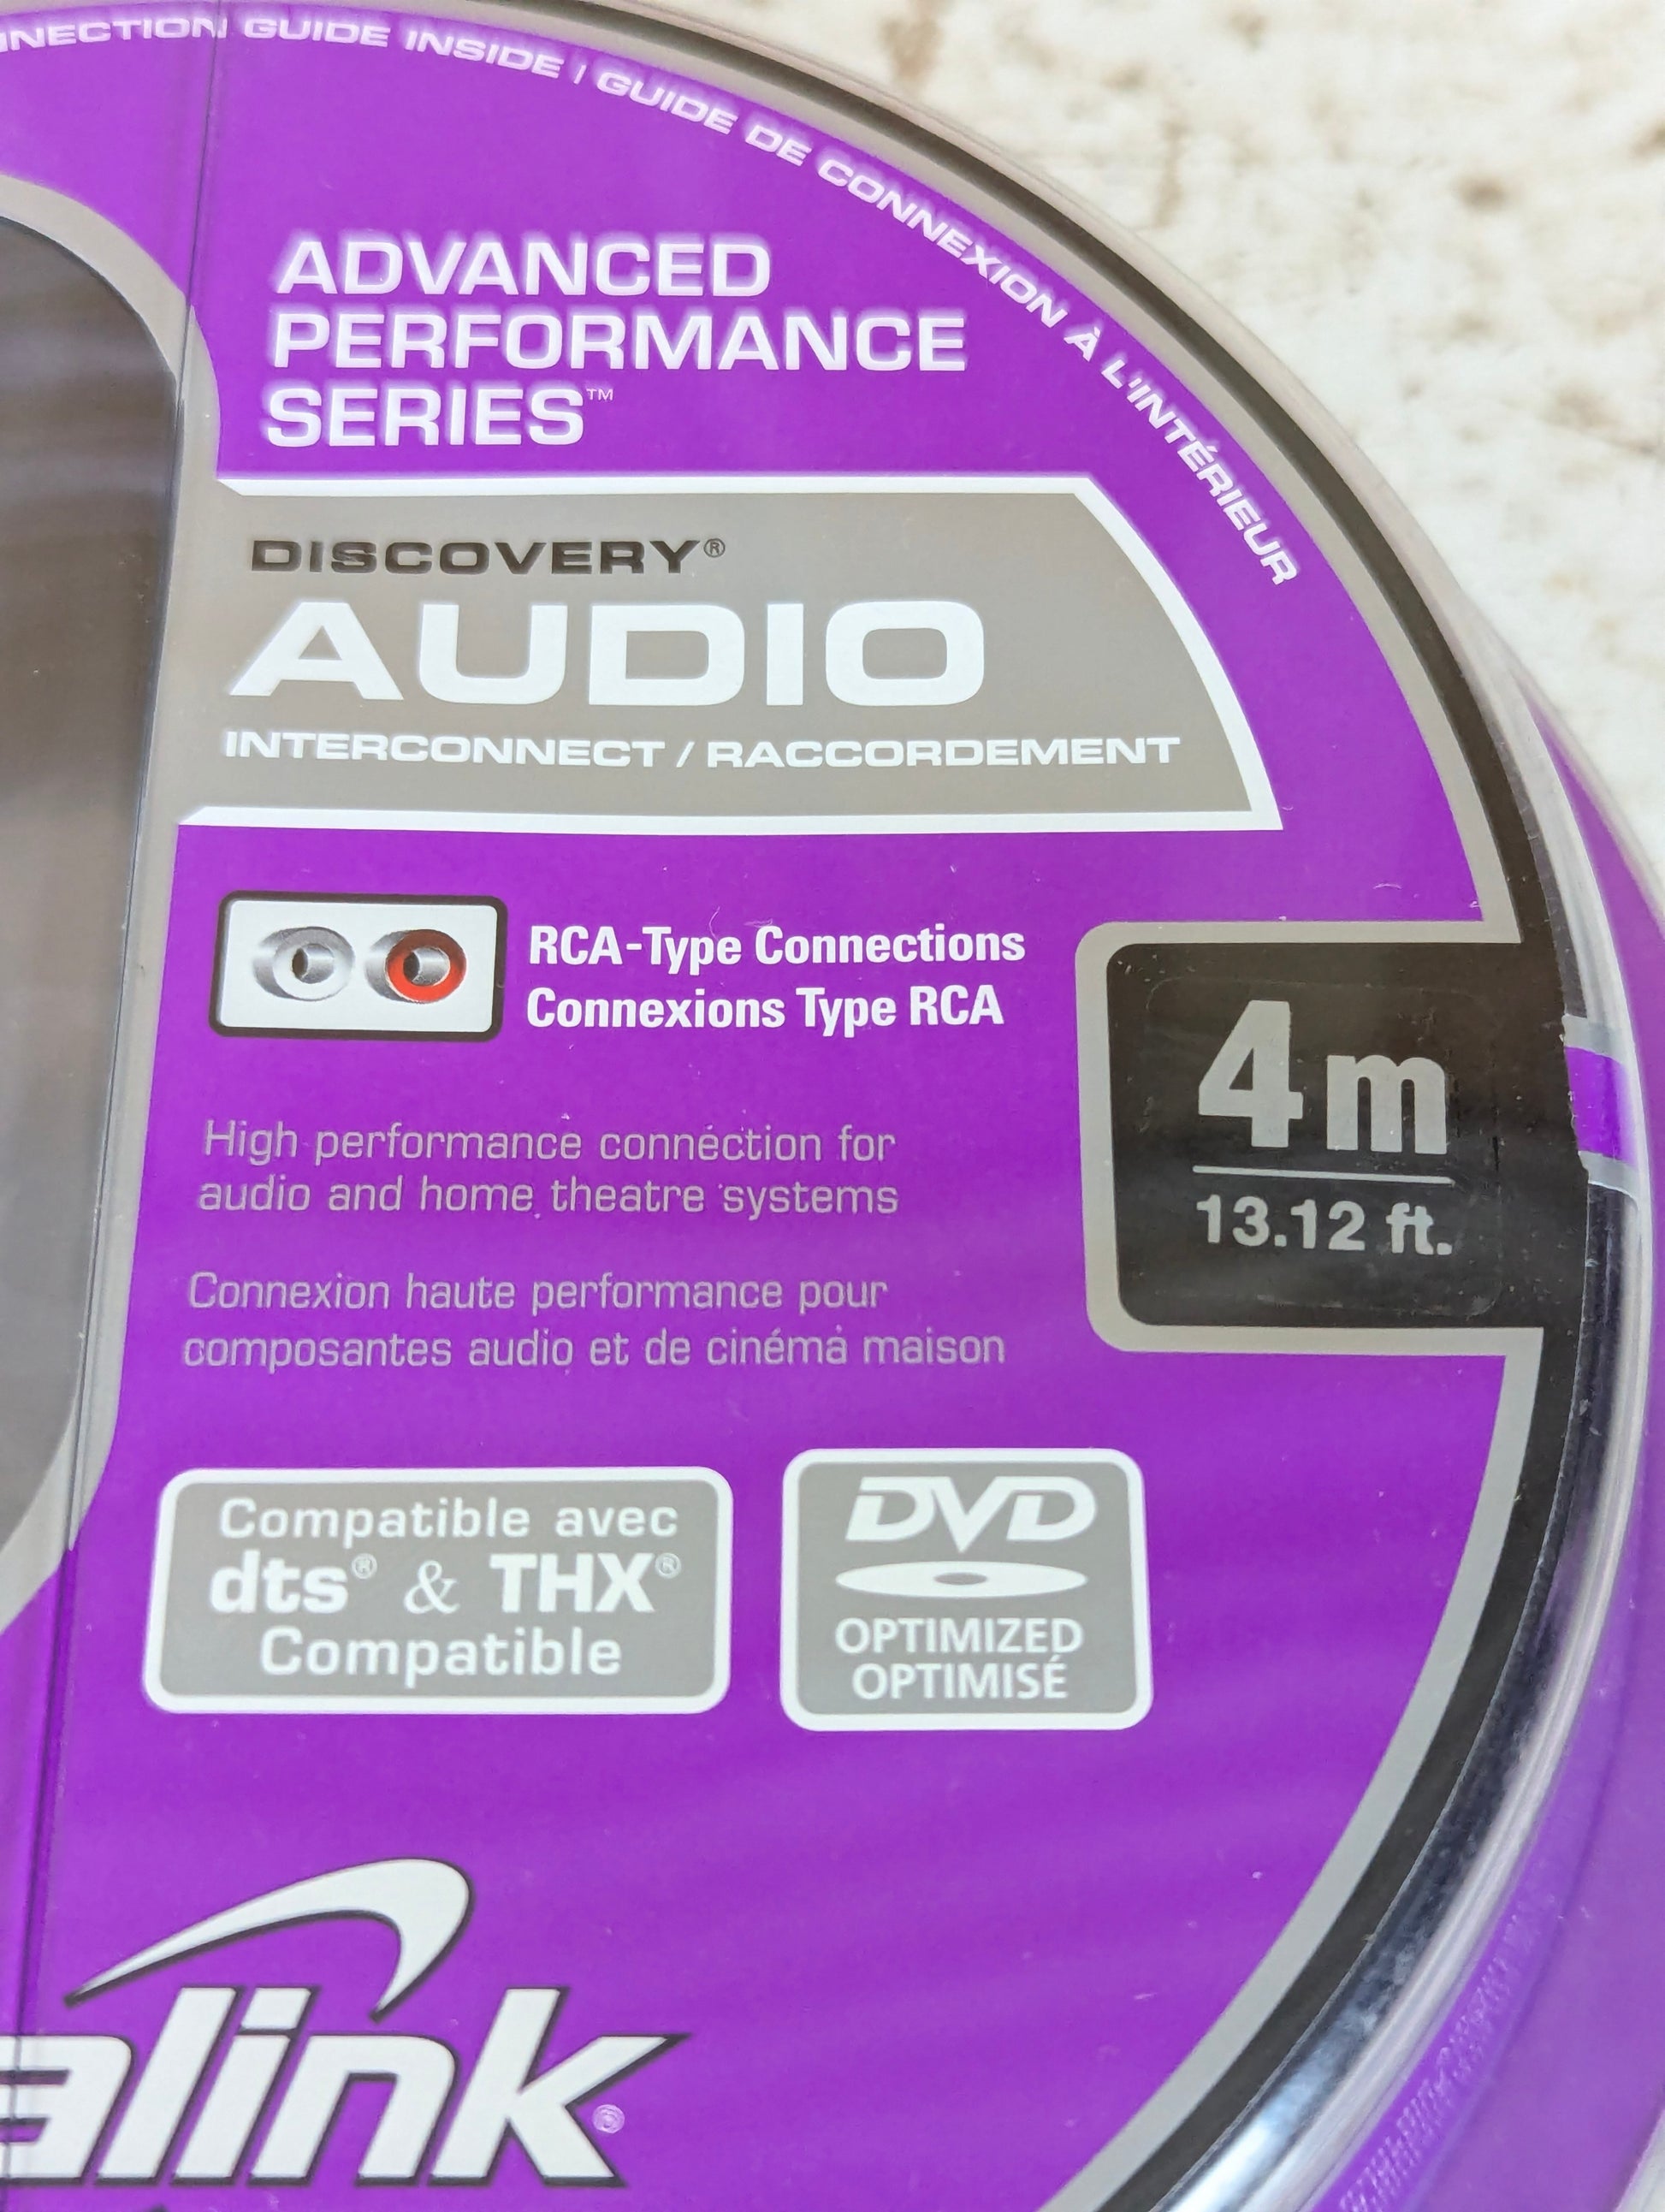 GUIDE INSIDE | GUIDE DE CONNEXION À L'INTÉRIEUR
ADVANCED
PERFORMANCE
SERIES™
DISCOVERY®
AUDIO
INTERCONNECT / RACCORDEMENT
RCA-Type Connections
Connexions Type RCA
4 m
13.12 ft.
High performance connection for
audio and home theatre systems
Connexion haute performance pour
composantes audio et de cinéma maison
Compatible avec
dts® & THX®
Compatible
DVD
OPTIMIZED
OPTIMISÉ
alink®